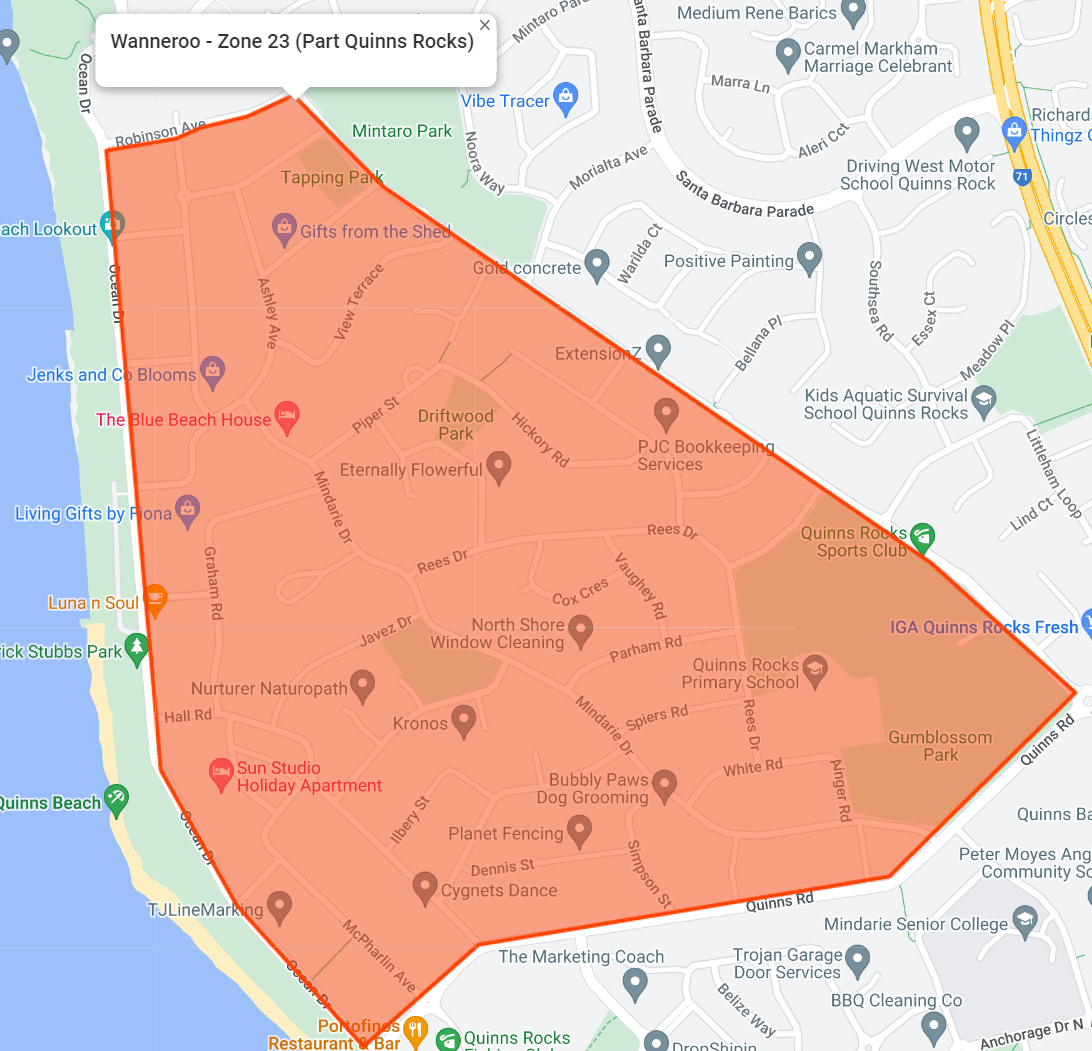 Wanneroo - Zone 23 (Part Quinns Rocks)
Mintaro Para
Medium Rene Barics
Santa Barbara Parade
Carmel Markham
Marriage Celebrant
Ocean Dr
Marra Ln
Vibe Tracer
Richard
Thingz
Robinson Ave
Mintaro Park
Aleri Cct
Noora Way
Morialta Ave
Driving West Motor
School Quinns Rock
71
Tapping Park
Santa Barbara Parade
each Lookout
Gifts from the Shed
Circles
Warilda Ct
Gold concrete
Positive Painting
Ocean Dr
Ashley Ave
View Terrace
Southsea Rd
Essex Ct
Bellana Pl
Meadow Pl
ExtensionZ
Jenks and Co Blooms
Kids Aquatic Survival
School Quinns Rocks
The Blue Beach House
Piper St
Driftwood
Park
Hickory Rd
PJC Bookkeeping
Services
Eternally Flowerful
Littleham Loop
Lind Ct
Mindarie Dr
Living Gifts by Fiona
Rees Dr
Quinns Rocks
Sports Club
Rees Dr
Graham Rd
Cox Cres
Vaughey Rd
Luna n Soul
Javez Dr
North Shore
Window Cleaning
IGA Quinns Rocks Fresh
rick Stubbs Park
Parham Rd
Quinns Rocks
Primary School
Nurturer Naturopath
Hall Rd
Kronos
Mindarie Dr
Spiers Rd
Rees Dr
Gumblossom
Park
Quinns Rd
Sun Studio
Holiday Apartment
White Rd
Ainger Rd
Bubbly Paws
Dog Grooming
Quinns Beach
Ilbery St
Quinns Ba
Ocean Dr
Planet Fencing
Simpson St
Peter Moyes Ang
Community Sc
Dennis St
Cygnets Dance
Quinns Rd
TJLineMarking
Mindarie Senior College
McPharlin Ave
The Marketing Coach
Trojan Garage
Door Services
Ocean Dr
Belize Way
BBQ Cleaning Co
Portofinos
Restaurant & Bar
Quinns Rocks
Fishing Club
DropShipin
Anchorage Dr N